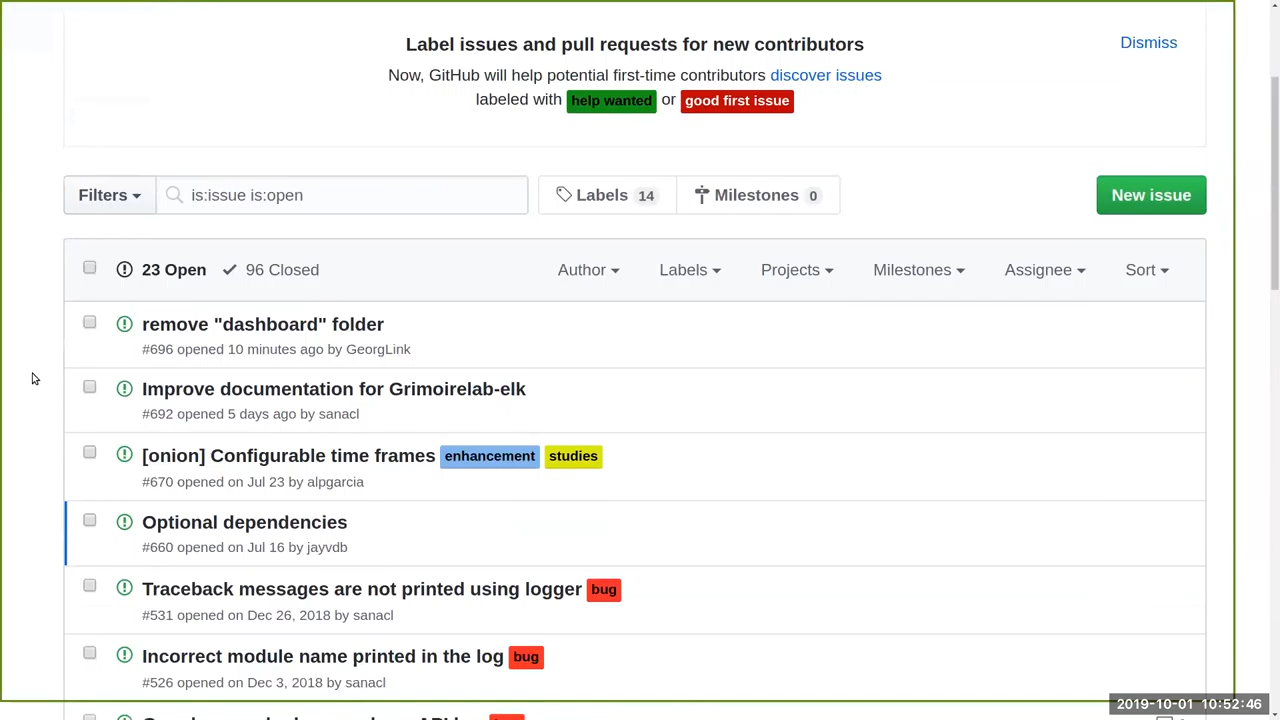 Label issues and pull requests for new contributors
Dismiss
Now, GitHub will help potential first-time contributors discover issues
labeled with help wanted or good first issue
Filters is:issue is:open Labels 14 Milestones 0 New issue
23 Open 96 Closed Author Labels Projects Milestones Assignee Sort
remove "dashboard" folder
#696 opened 10 minutes ago by GeorgLink
Improve documentation for Grimoirelab-elk
#692 opened 5 days ago by sanacl
[onion] Configurable time frames enhancement studies
#670 opened on Jul 23 by alpgarcia
Optional dependencies
#660 opened on Jul 16 by jayvdb
Traceback messages are not printed using logger bug
#531 opened on Dec 26, 2018 by sanacl
Incorrect module name printed in the log bug
#526 opened on Dec 3, 2018 by sanacl
2019-10-01 10:52:46